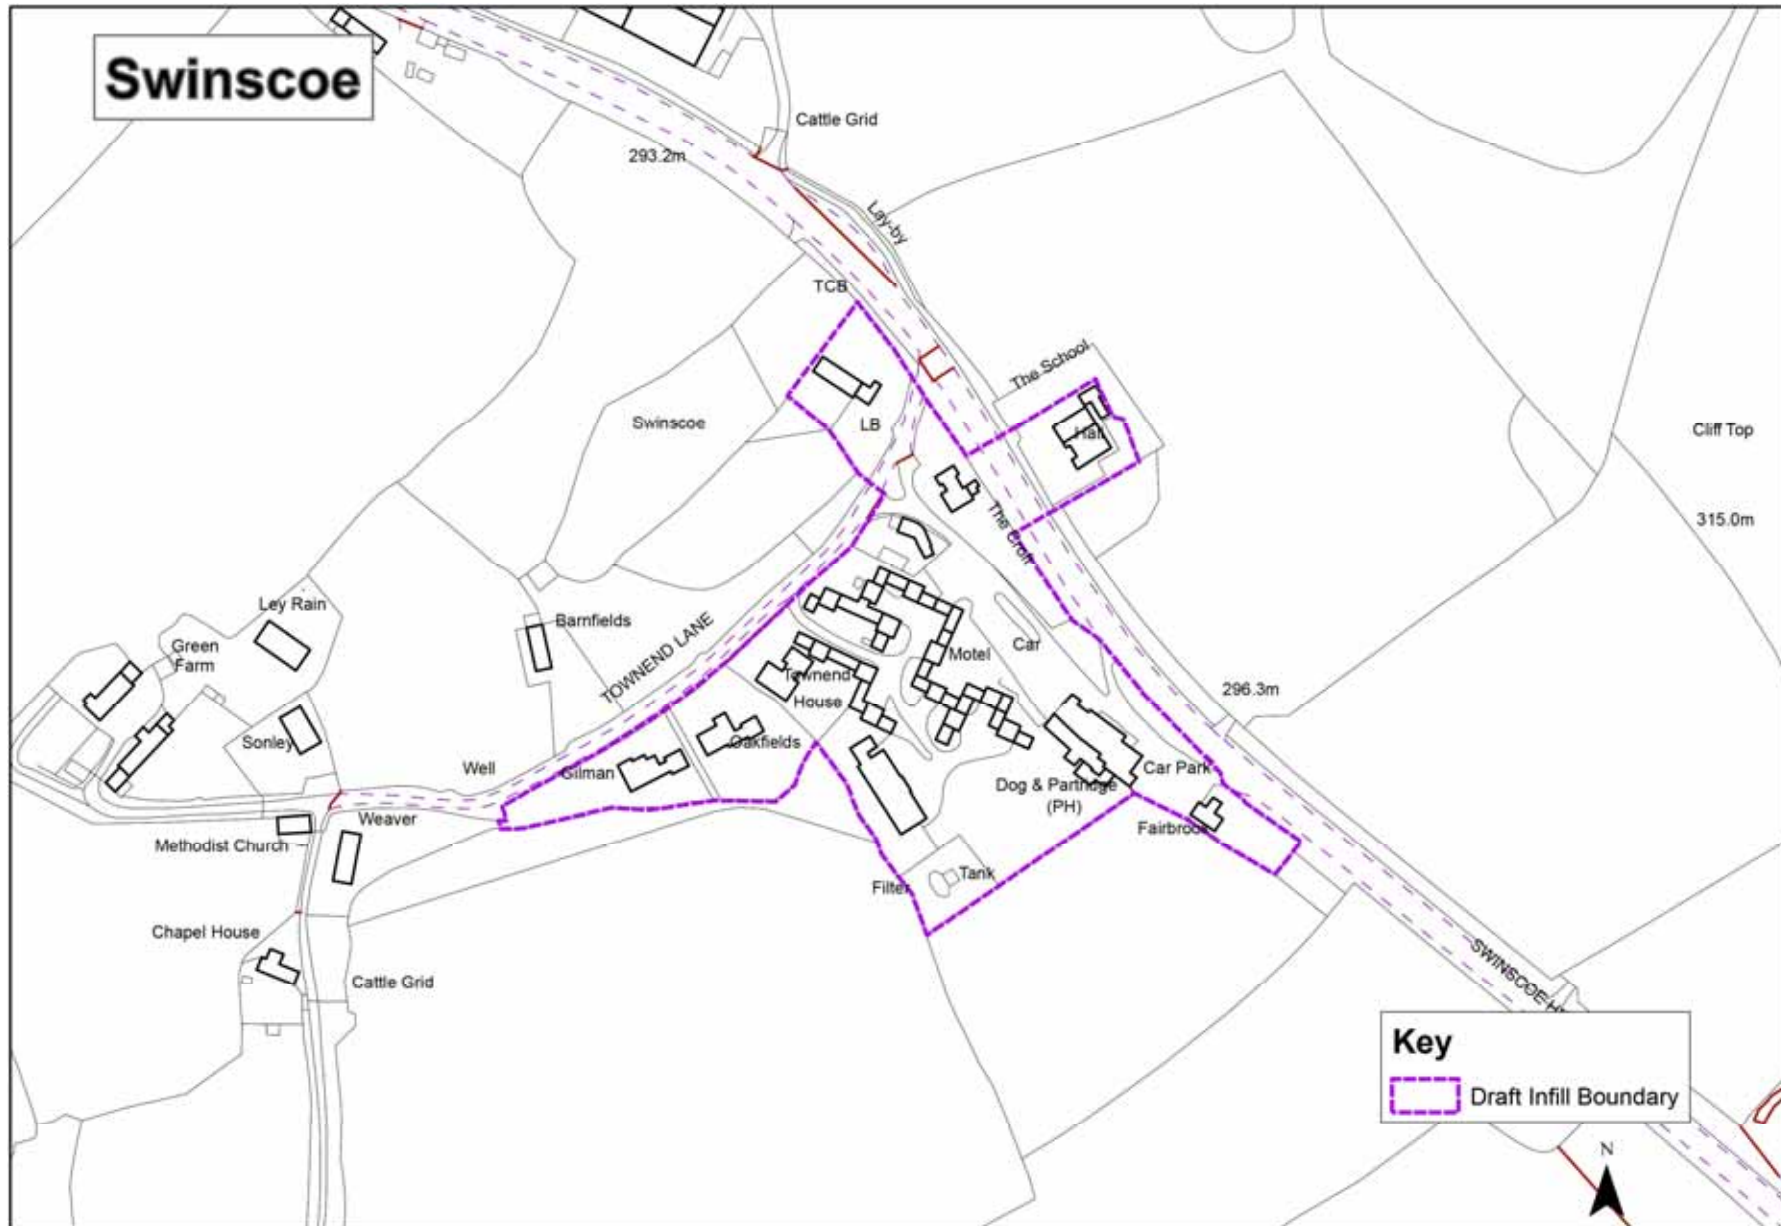 Swinscoe
Cattle Grid
293.2m
Lay-by
TCB
The School
Swinscoe
LB
Hall
Cliff Top
The Croft
315.0m
Ley Rain
Barnfields
Green
Farm
TOWNEND LANE
Car
Motel
Townend
House
296.3m
Sonley
Oakfields
Well
Gilman
Car Park
Dog & Partridge
(PH)
Weaver
Fairbrook
Methodist Church
Filter
Tank
Chapel House
Cattle Grid
SWINSCOE
Key
Draft Infill Boundary
N